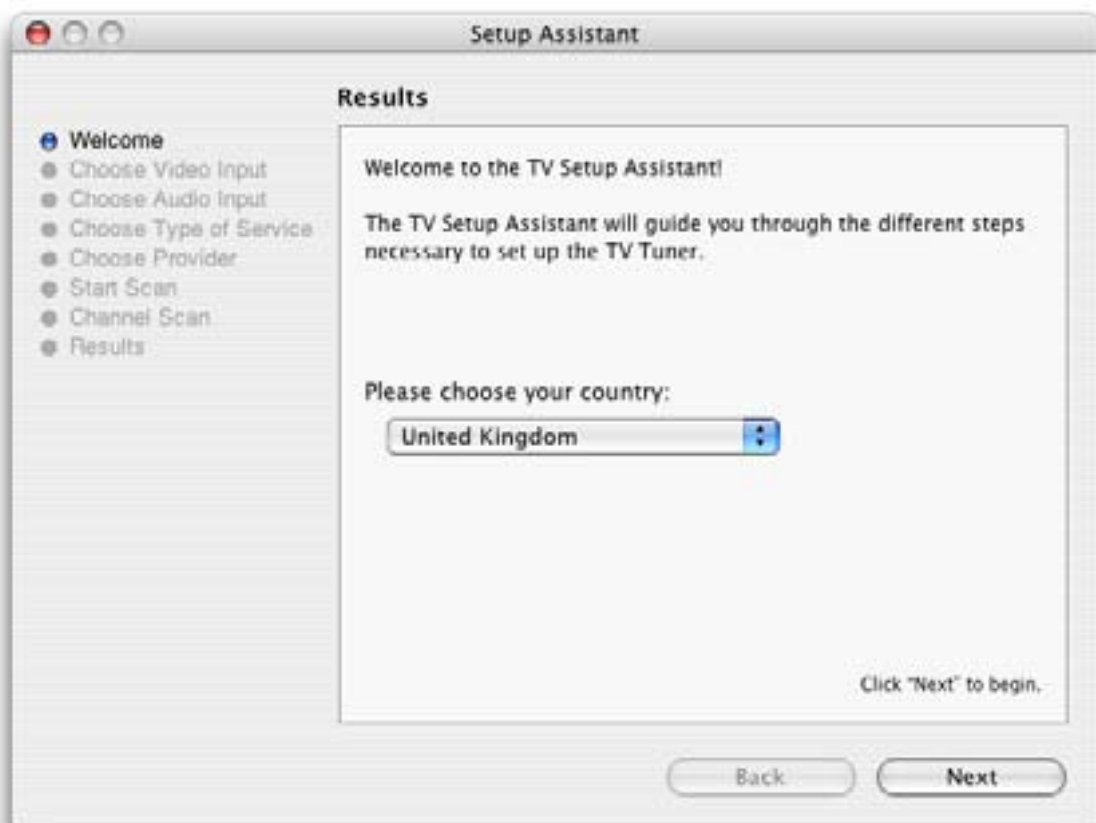 Setup Assistant
Results
Welcome
Choose Video Input
Choose Audio Input
Choose Type of Service
Choose Provider
Start Scan
Channel Scan
Results
Welcome to the TV Setup Assistant!
The TV Setup Assistant will guide you through the different steps
necessary to set up the TV Tuner.
Please choose your country:
United Kingdom
Click "Next" to begin.
Back
Next